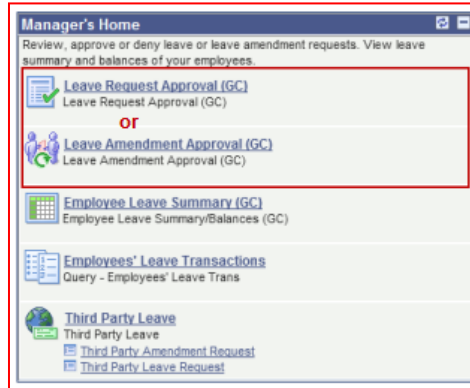 Manager's Home
Review, approve or deny leave or leave amendment requests. View leave
summary and balances of your employees.
Leave Request Approval (GC)
Leave Request Approval (GC)
or
Leave Amendment Approval (GC)
Leave Amendment Approval (GC)
Employee Leave Summary (GC)
Employee Leave Summary/Balances (GC)
Employees' Leave Transactions
Query - Employees' Leave Trans
Third Party Leave
Third Party Leave
Third Party Amendment Request
Third Party Leave Request